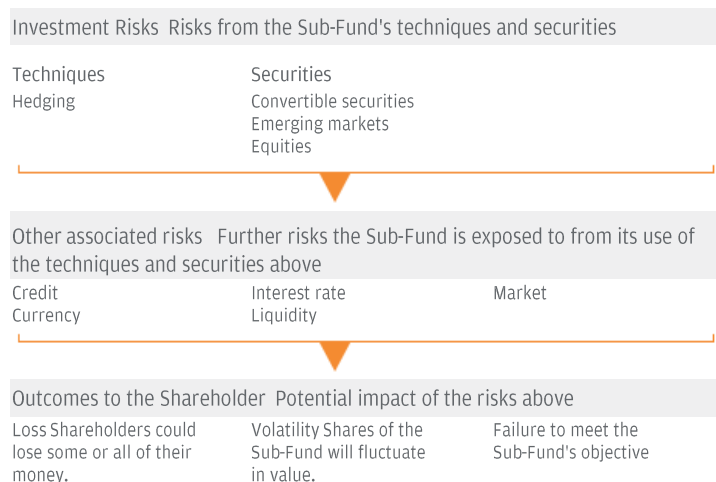 Investment Risks Risks from the Sub-Fund's techniques and securities
Techniques
Hedging
Securities
Convertible securities
Emerging markets
Equities
Other associated risks Further risks the Sub-Fund is exposed to from its use of
the techniques and securities above
Credit
Currency
Interest rate
Liquidity
Market
Outcomes to the Shareholder Potential impact of the risks above
Loss Shareholders could
lose some or all of their
money.
Volatility Shares of the
Sub-Fund will fluctuate
in value.
Failure to meet the
Sub-Fund's objective